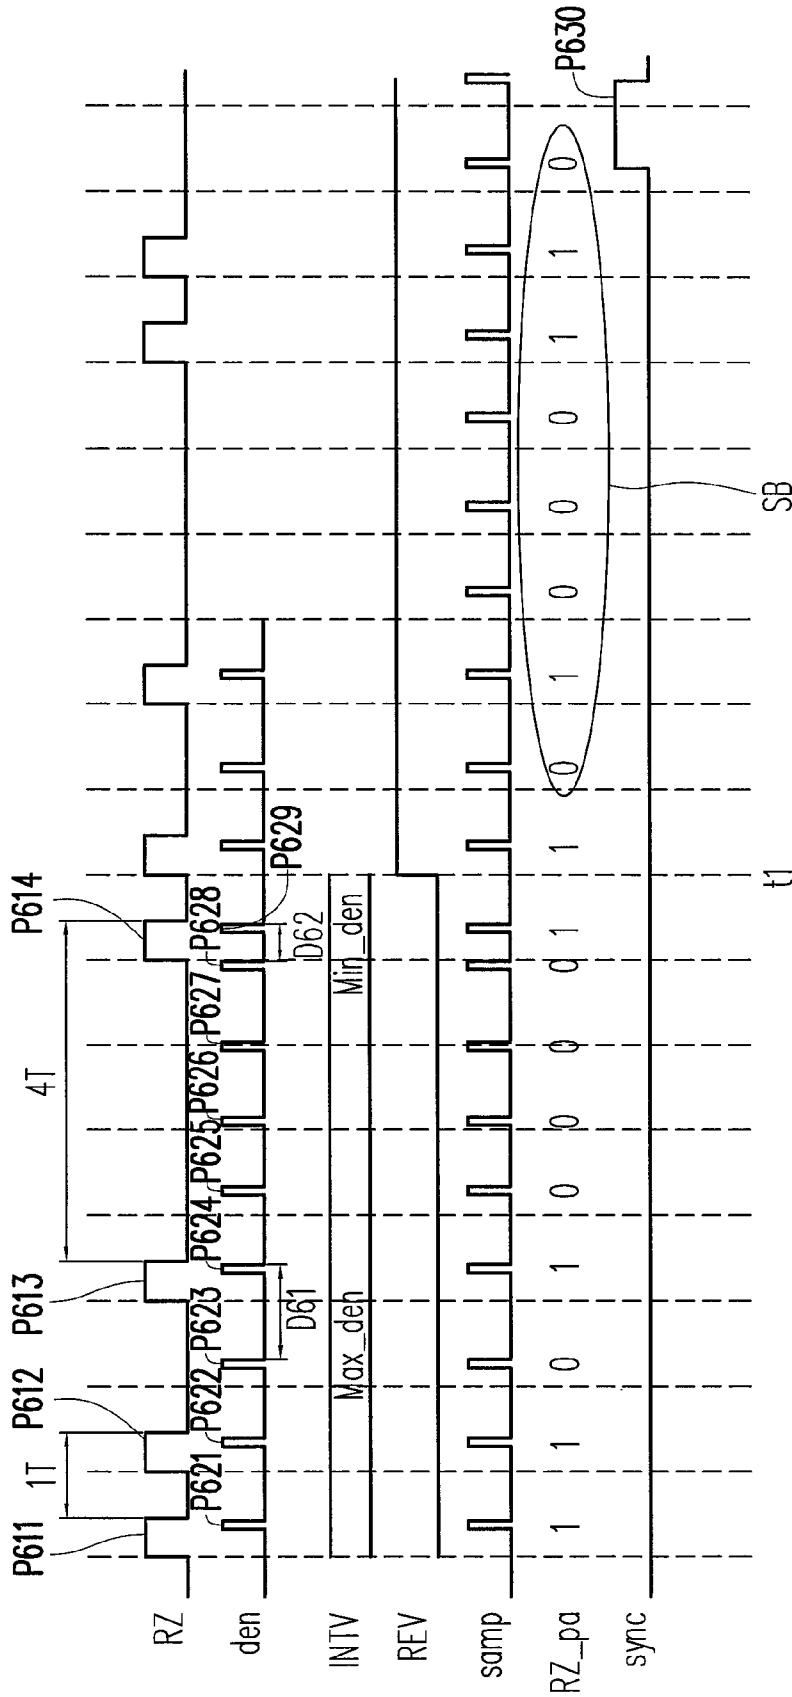 P611 1T P612 P613 4T P614
RZ
P621 P622 P623 P624 P625 P626 P627 P628 P629
den
D61 D62
INTV Max_den Min_den
REV
samp
RZ_pa 1 1 0 1 0 0 0 0 1 1 0 1 0 0 0 1 1 0
P630
sync
t1 SB